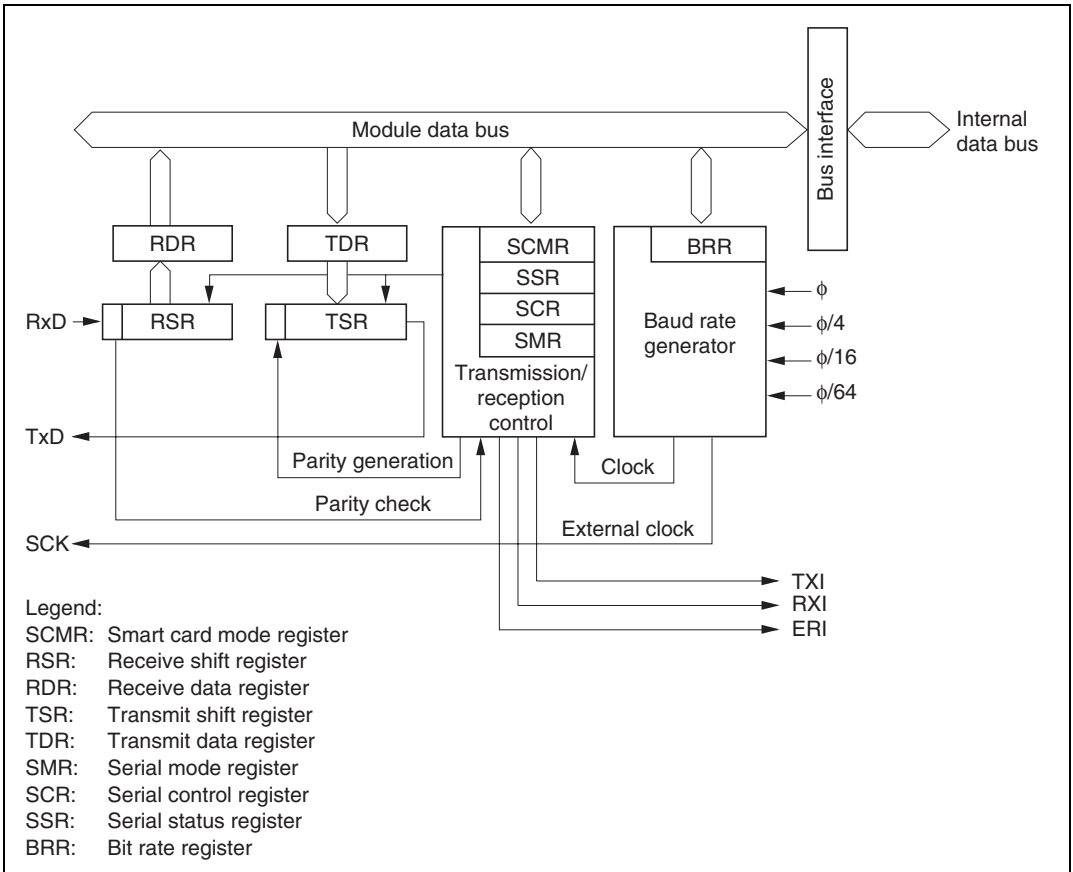 Module data bus
Bus interface
Internal
data bus
RDR
TDR
SCMR
SSR
SCR
SMR
BRR
RxD
RSR
TSR
Transmission/
reception
control
Baud rate
generator
ϕ
ϕ/4
ϕ/16
ϕ/64
TxD
Parity generation
Clock
Parity check
External clock
SCK
TXI
RXI
ERI
Legend:
SCMR: Smart card mode register
RSR: Receive shift register
RDR: Receive data register
TSR: Transmit shift register
TDR: Transmit data register
SMR: Serial mode register
SCR: Serial control register
SSR: Serial status register
BRR: Bit rate register